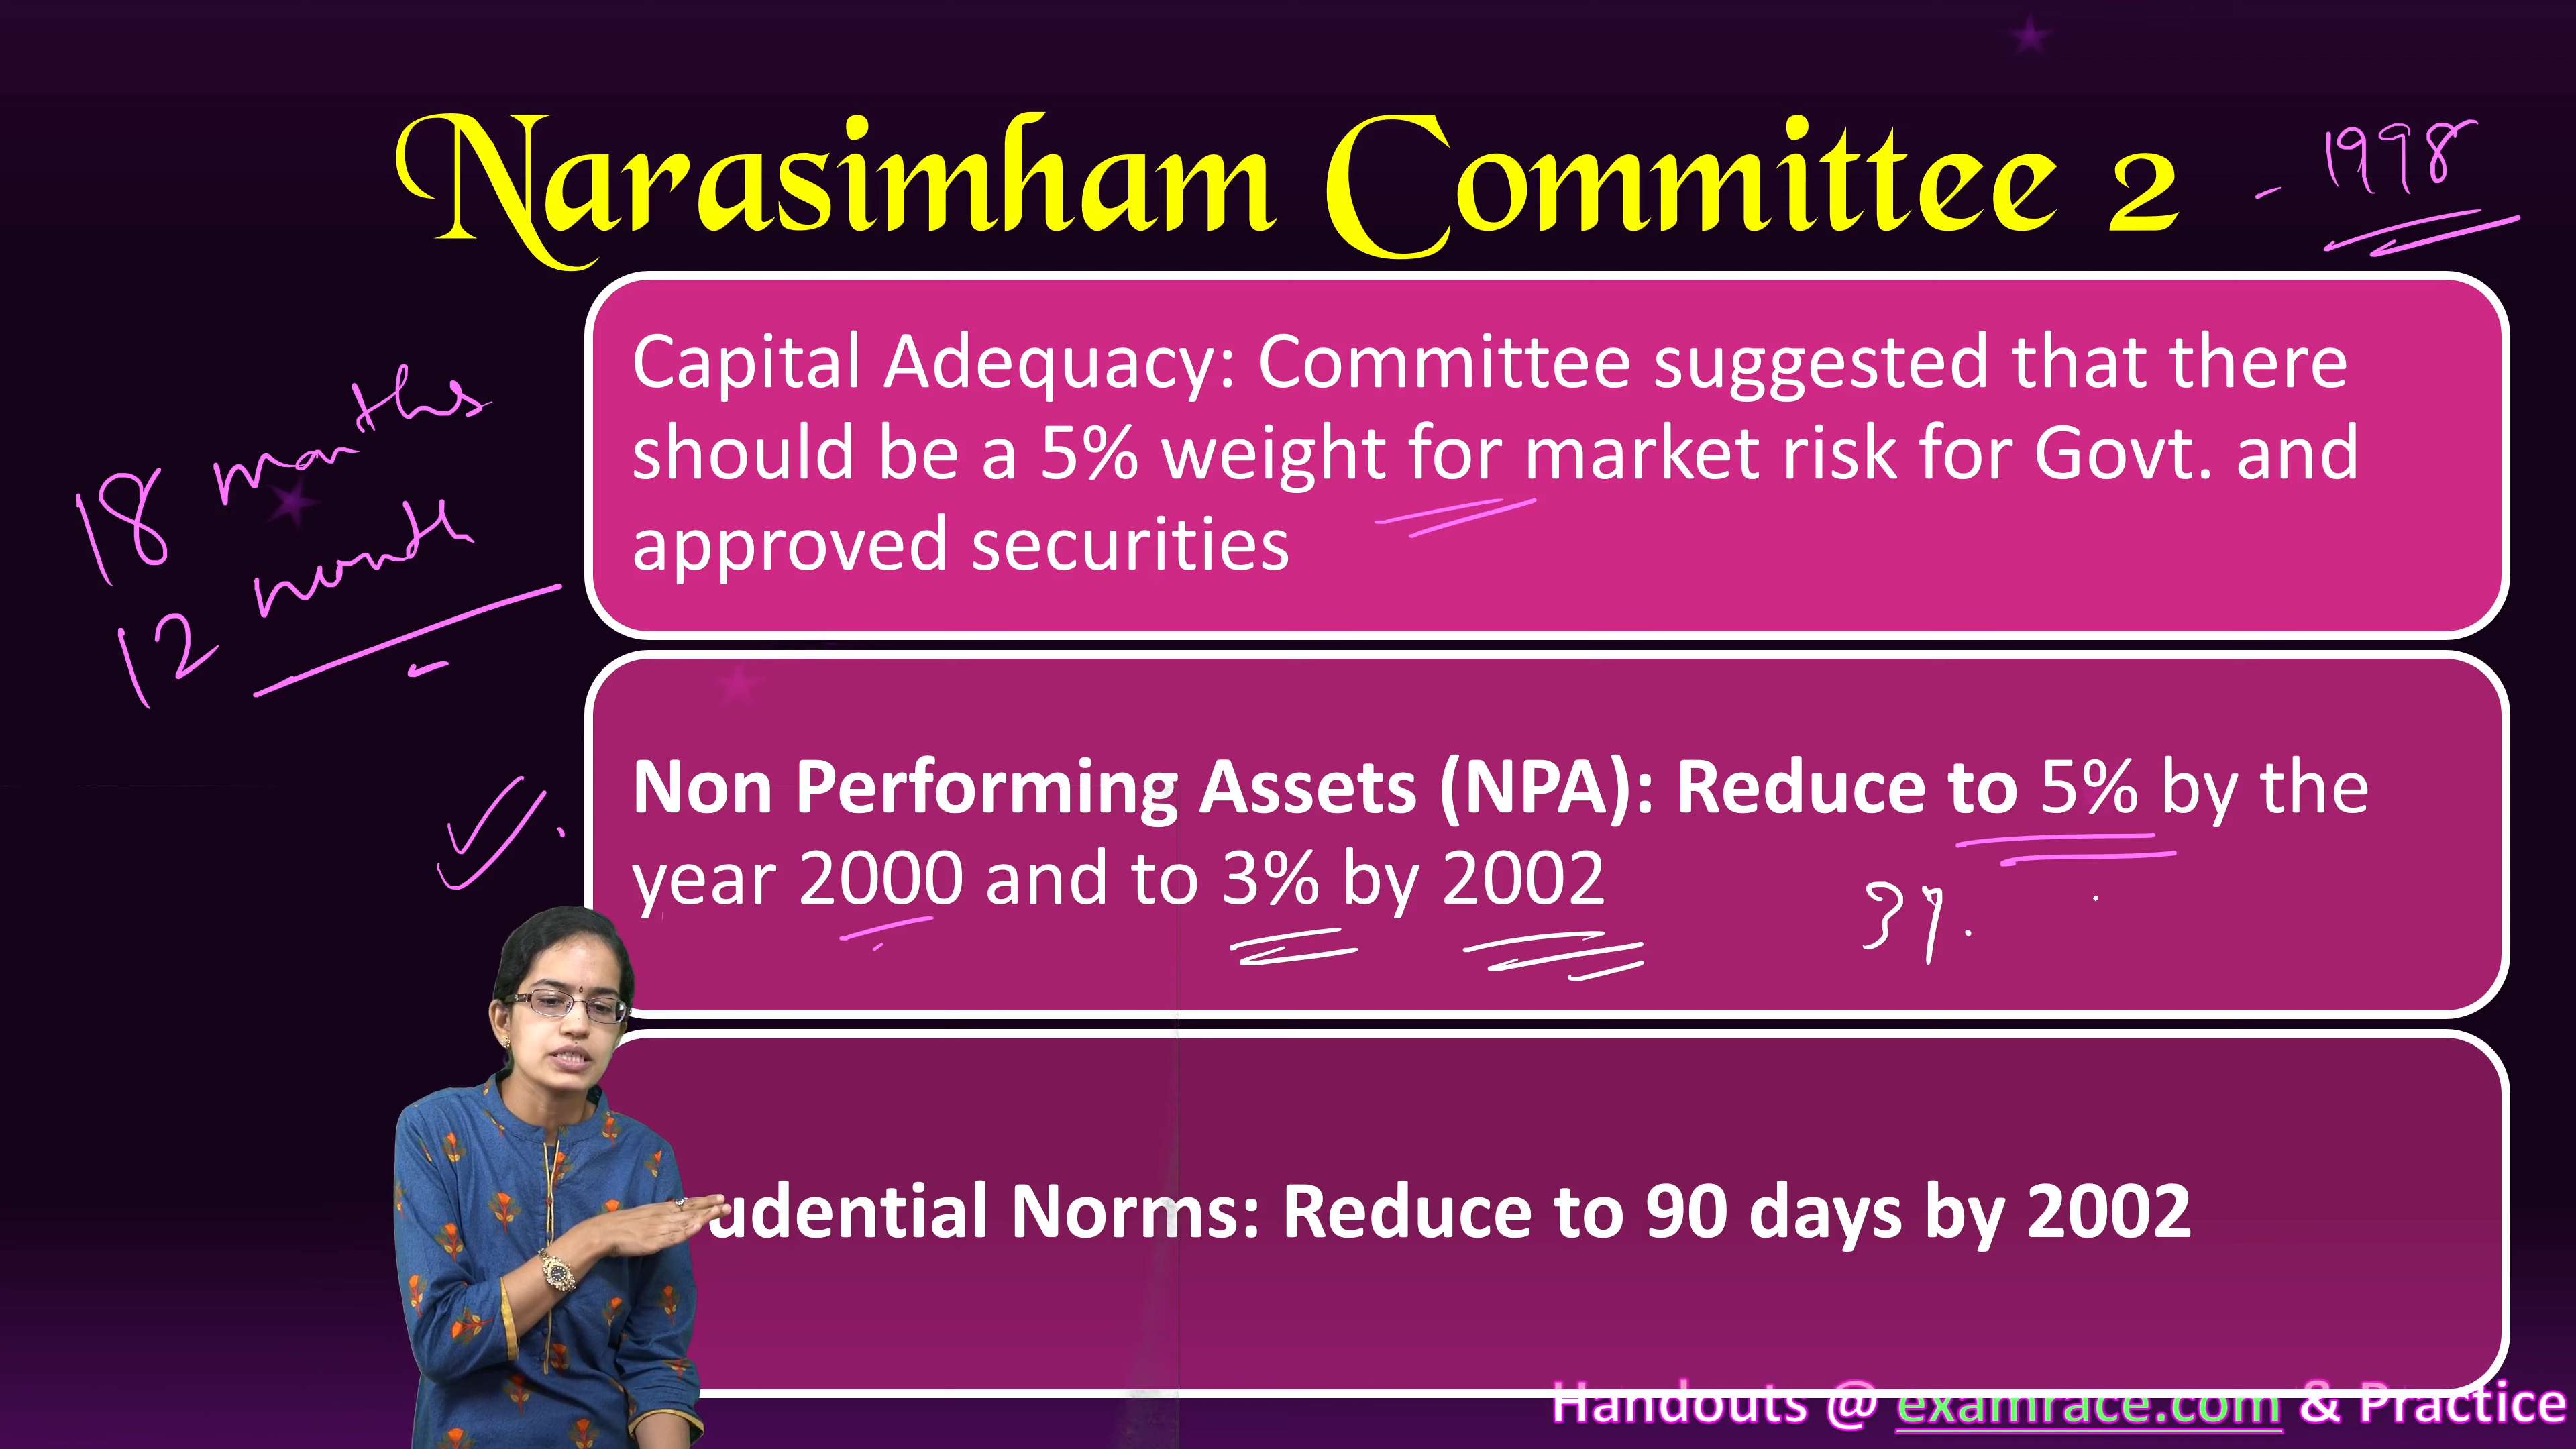 Narasimham Committee 2
- 1998
Capital Adequacy: Committee suggested that there
should be a 5% weight for market risk for Govt. and
approved securities
18 months
12 month
Non Performing Assets (NPA): Reduce to 5% by the
year 2000 and to 3% by 2002
3%.
udential Norms: Reduce to 90 days by 2002
Handouts @ examrace.com & Practice